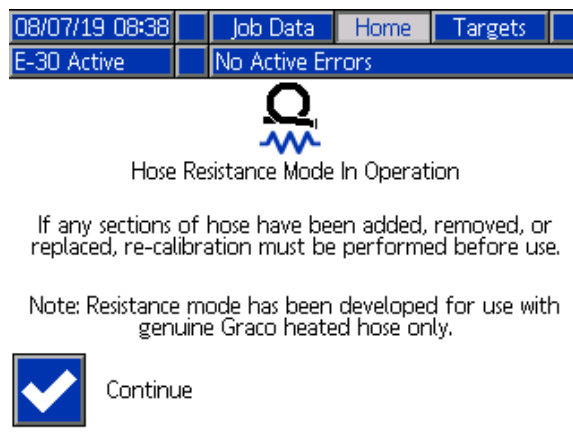 08/07/19 08:38 Job Data Home Targets
E-30 Active No Active Errors
Hose Resistance Mode In Operation
If any sections of hose have been added, removed, or
replaced, re-calibration must be performed before use.
Note: Resistance mode has been developed for use with
genuine Graco heated hose only.
Continue